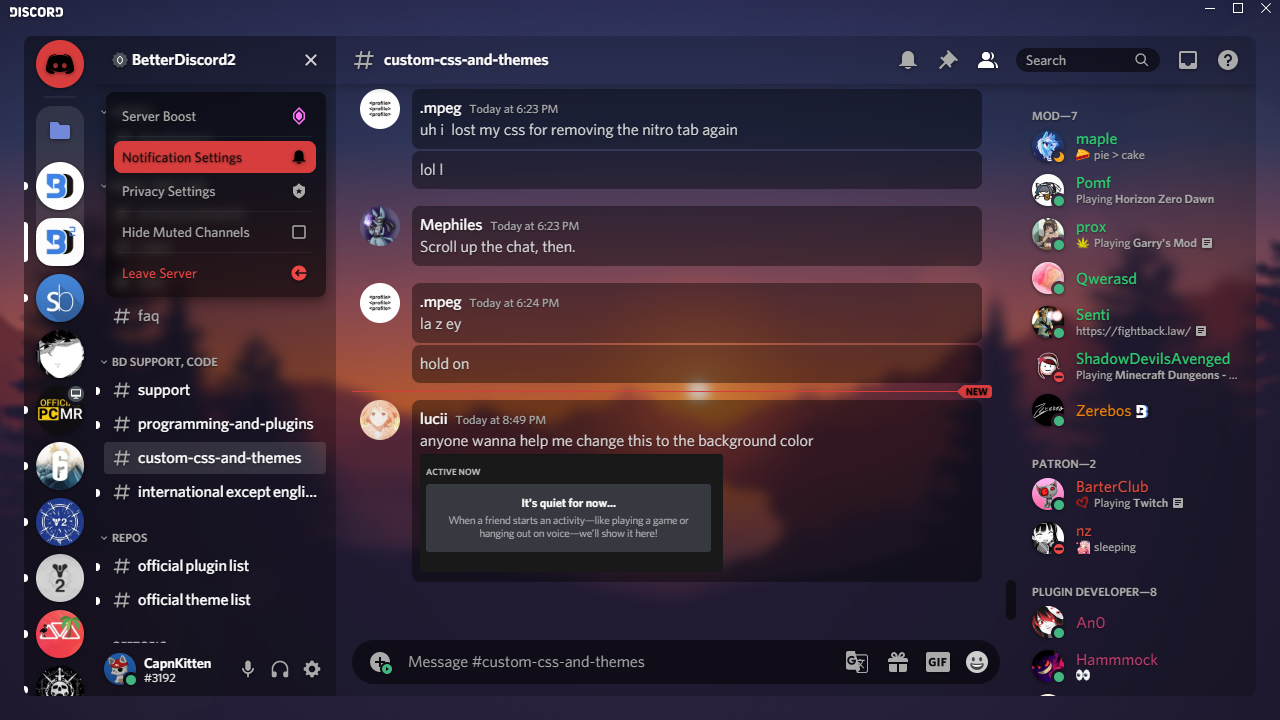 DISCORD
BetterDiscord2
Server Boost
Notification Settings
Privacy Settings
Hide Muted Channels
Leave Server
faq
BD SUPPORT, CODE
support
programming-and-plugins
custom-css-and-themes
international except engli...
REPOS
official plugin list
official theme list
CapnKitten
#3192
custom-css-and-themes
Search
<profile>
<profile>
<profile>
.mpeg Today at 6:23 PM
uh i lost my css for removing the nitro tab again
lol l
Mephiles Today at 6:23 PM
Scroll up the chat, then.
<profile>
<profile>
<profile>
.mpeg Today at 6:24 PM
la z ey
hold on
NEW
lucii Today at 8:49 PM
anyone wanna help me change this to the background color
ACTIVE NOW
It's quiet for now...
When a friend starts an activity—like playing a game or
hanging out on voice—we'll show it here!
Message #custom-css-and-themes
GIF
MOD—7
maple
pie > cake
Pomf
Playing Horizon Zero Dawn
prox
Playing Garry's Mod
Qwerasd
Senti
https://fightback.law/
ShadowDevilsAvenged
Playing Minecraft Dungeons - ...
Zerebos
PATRON—2
BarterClub
Playing Twitch
nz
sleeping
PLUGIN DEVELOPER—8
An0
Hammmock